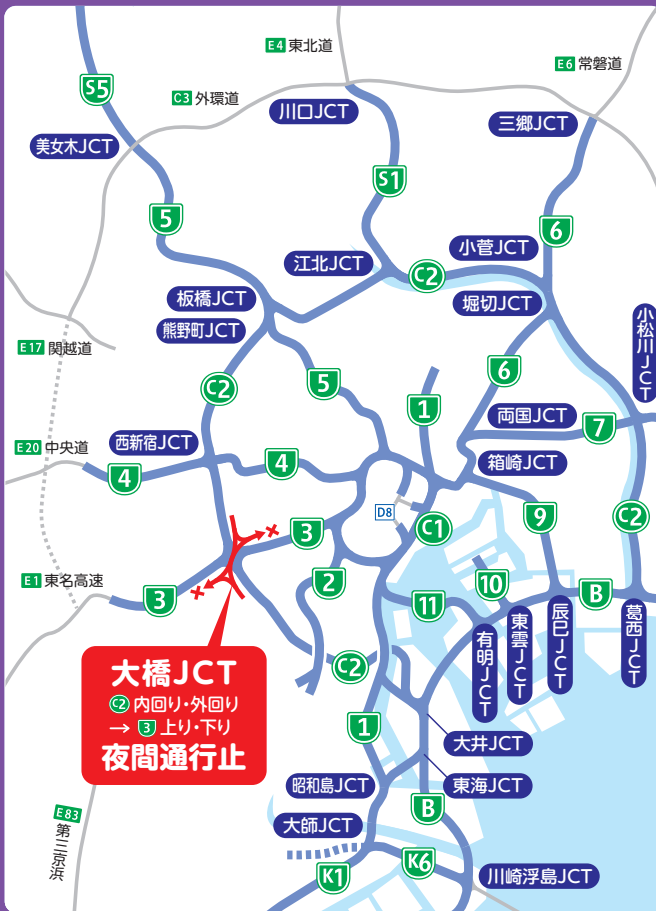 E4 東北道
E6 常磐道
S5
C3 外環道
川口JCT
三郷JCT
美女木JCT
S1
5
6
小菅JCT
江北JCT
C2
板橋JCT
堀切JCT
熊野町JCT
小松川JCT
E17 関越道
C2
5
6
1
両国JCT
7
E20 中央道
西新宿JCT
4
4
箱崎JCT
D8
C1
9
C2
3
E1 東名高速
3
2
11
10
B
有明JCT
東雲JCT
辰巳JCT
葛西JCT
大橋JCT
C2 内回り・外回り
→ 3 上り・下り
夜間通行止
C2
1
大井JCT
昭和島JCT
東海JCT
B
大師JCT
E83 第三京浜
K1
K6
川崎浮島JCT